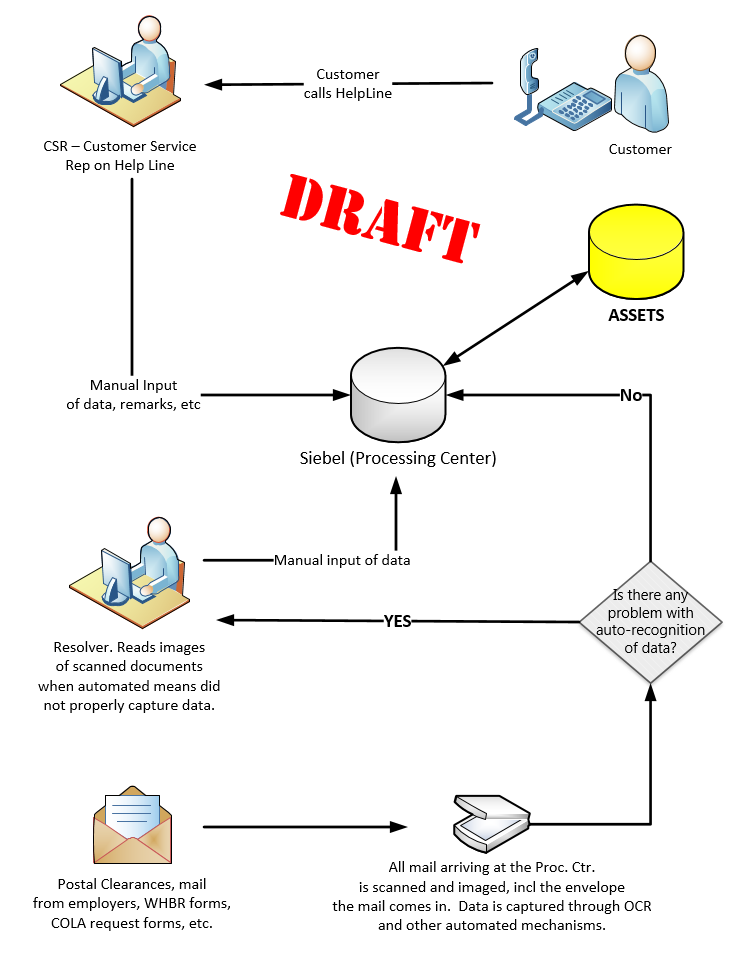 Customer
calls HelpLine
CSR – Customer Service
Rep on Help Line
Customer
DRAFT
ASSETS
Manual Input
of data, remarks, etc
No
Siebel (Processing Center)
Manual input of data
Is there any
problem with
auto-recognition
of data?
YES
Resolver. Reads images
of scanned documents
when automated means did
not properly capture data.
Postal Clearances, mail
from employers, WHBR forms,
COLA request forms, etc.
All mail arriving at the Proc. Ctr.
is scanned and imaged, incl the envelope
the mail comes in.  Data is captured through OCR
and other automated mechanisms.